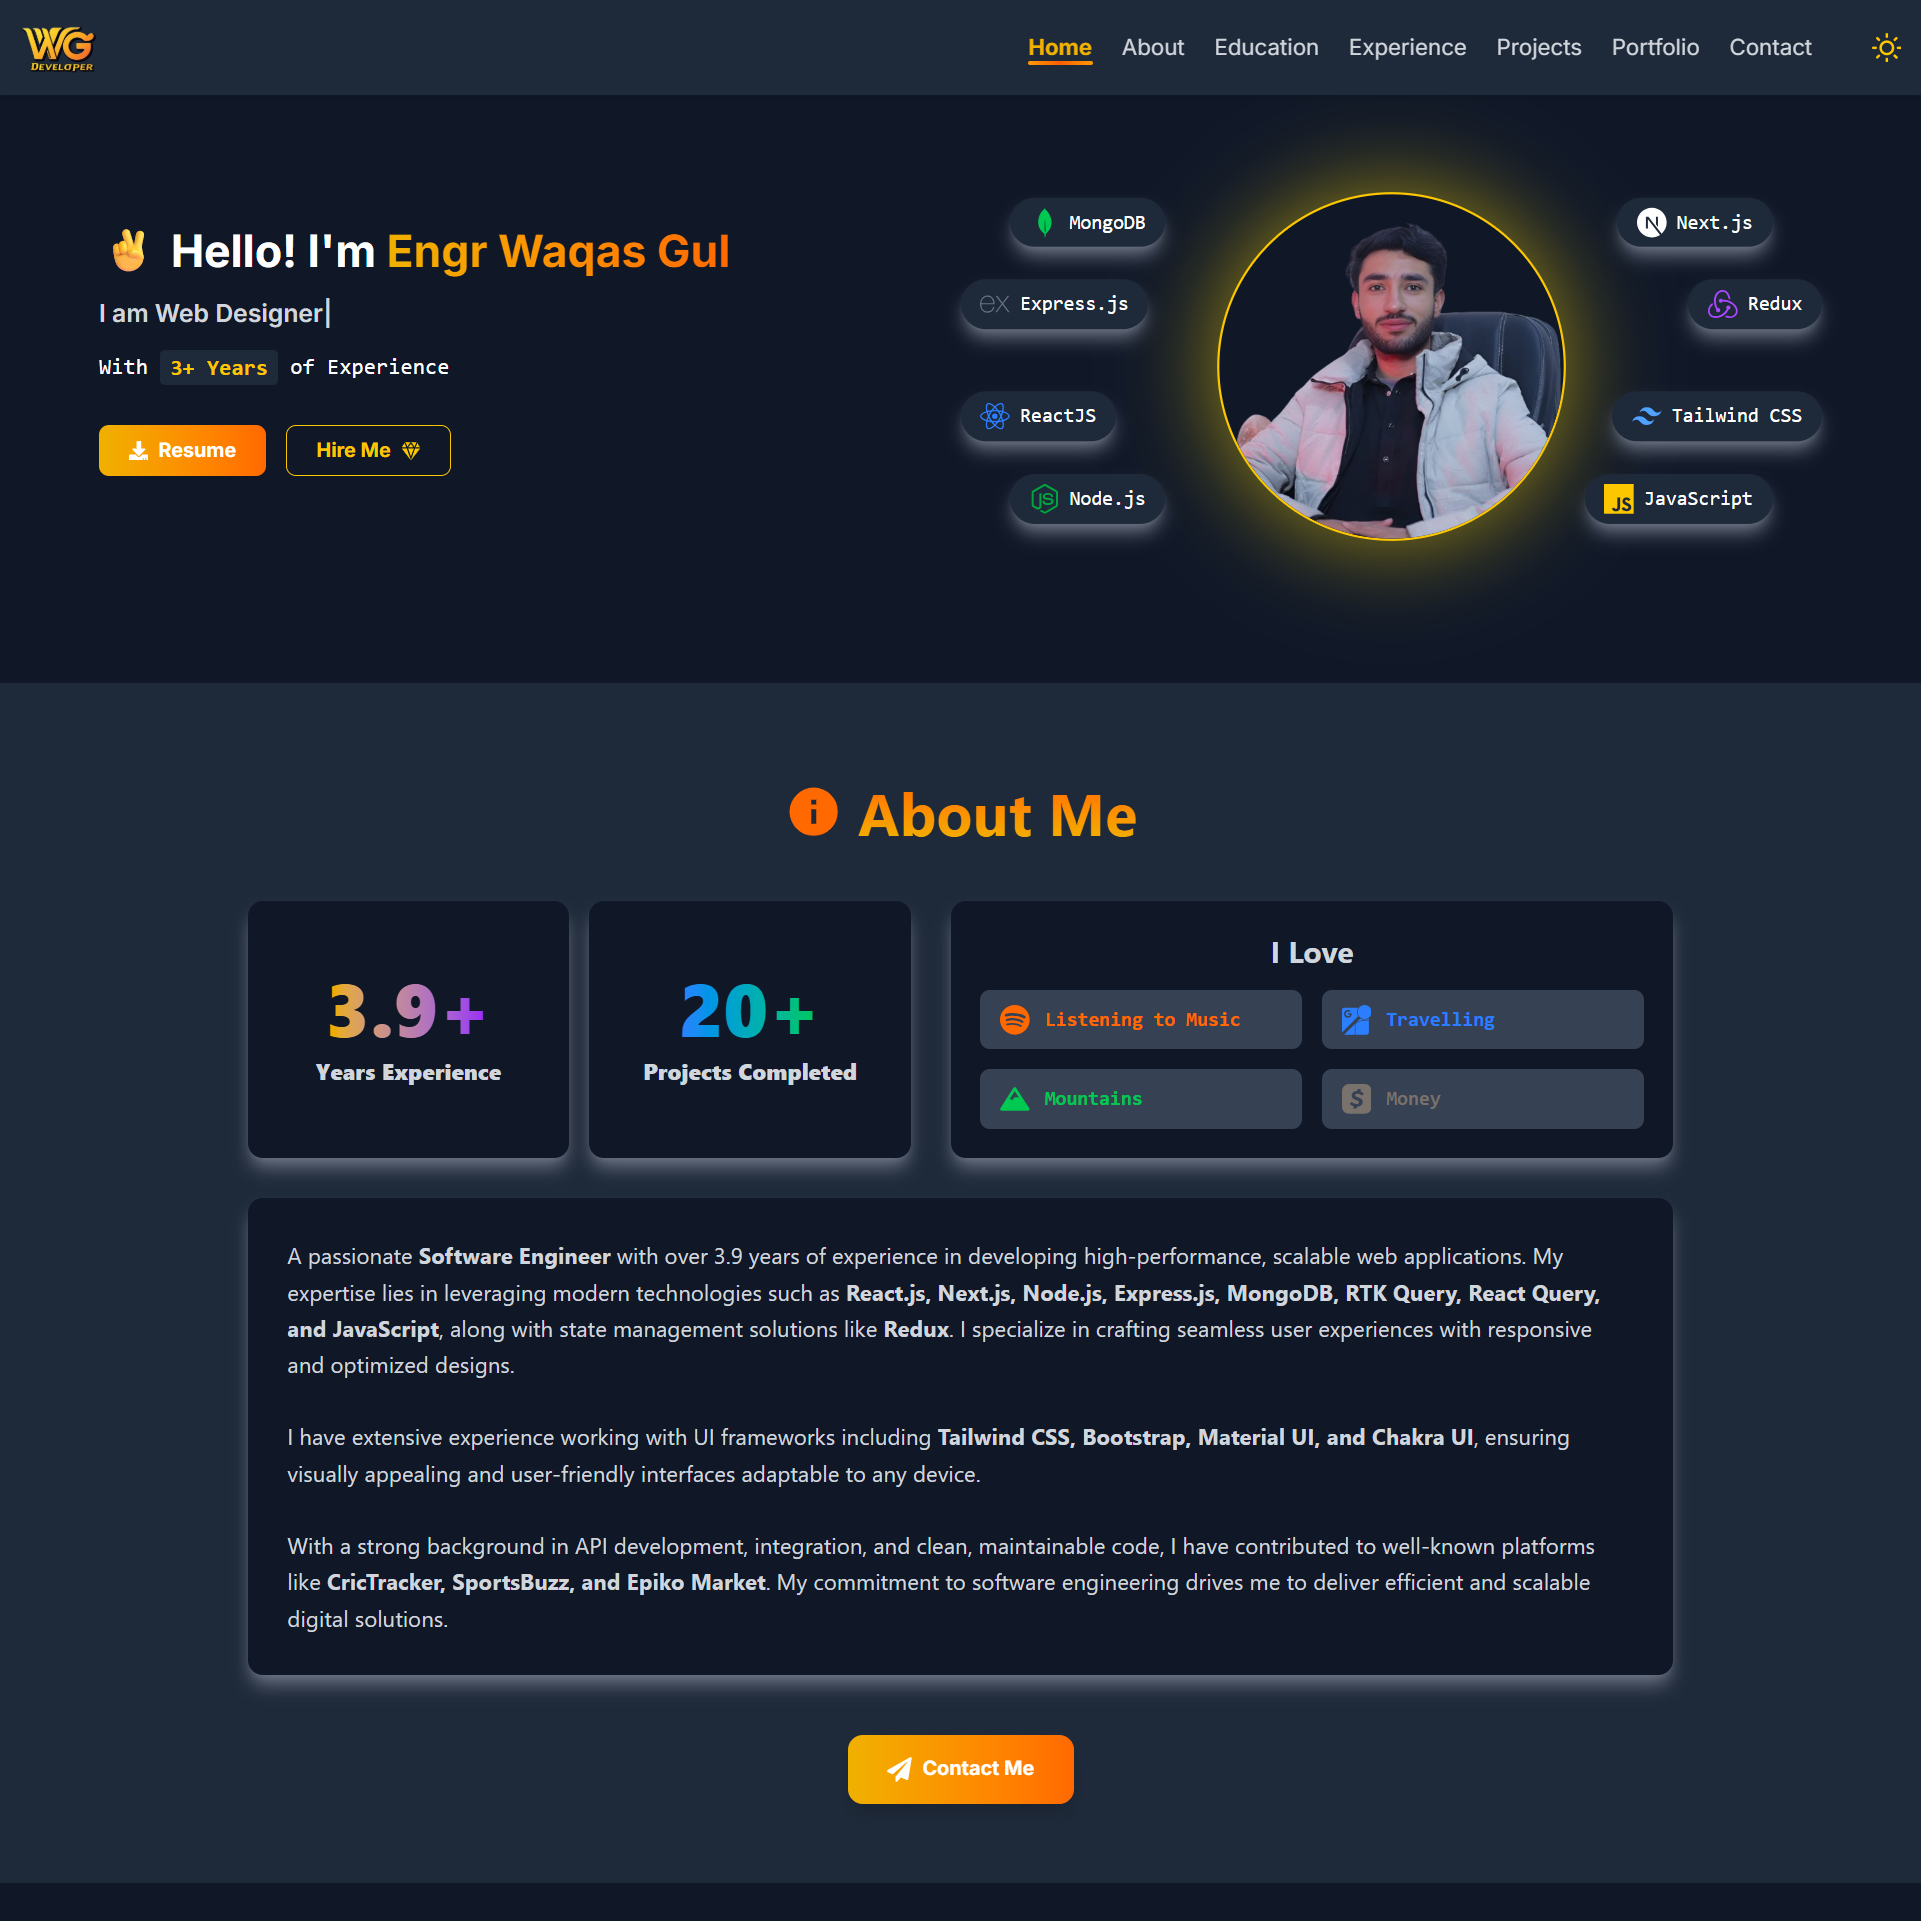 WG
DEVELOPER
Home About Education Experience Projects Portfolio Contact
Hello! I'm Engr Waqas Gul
I am Web Designer|
With 3+ Years of Experience
Resume
Hire Me
MongoDB
Express.js
ReactJS
Node.js
Next.js
Redux
Tailwind CSS
JavaScript
About Me
3.9+
Years Experience
20+
Projects Completed
I Love
Listening to Music
Travelling
Mountains
Money
A passionate Software Engineer with over 3.9 years of experience in developing high-performance, scalable web applications. My
expertise lies in leveraging modern technologies such as React.js, Next.js, Node.js, Express.js, MongoDB, RTK Query, React Query,
and JavaScript, along with state management solutions like Redux. I specialize in crafting seamless user experiences with responsive
and optimized designs.
I have extensive experience working with UI frameworks including Tailwind CSS, Bootstrap, Material UI, and Chakra UI, ensuring
visually appealing and user-friendly interfaces adaptable to any device.
With a strong background in API development, integration, and clean, maintainable code, I have contributed to well-known platforms
like CricTracker, SportsBuzz, and Epiko Market. My commitment to software engineering drives me to deliver efficient and scalable
digital solutions.
Contact Me